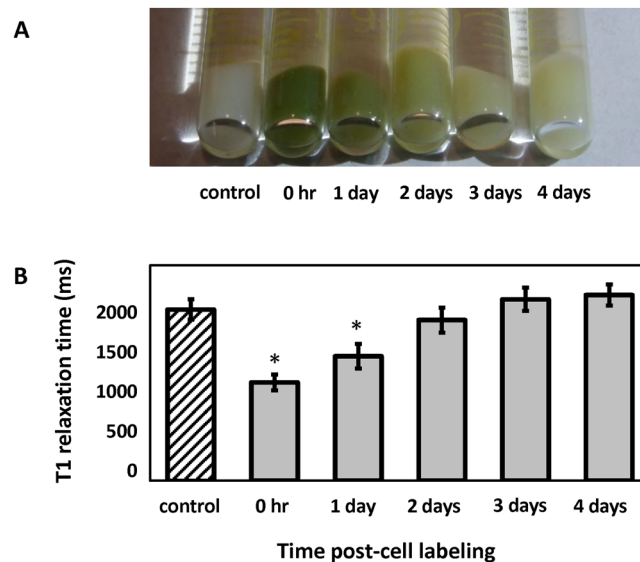 A
control 0 hr 1 day 2 days 3 days 4 days
B
T1 relaxation time (ms)
2000
1500
1000
500
0
*
*
control 0 hr 1 day 2 days 3 days 4 days
Time post-cell labeling